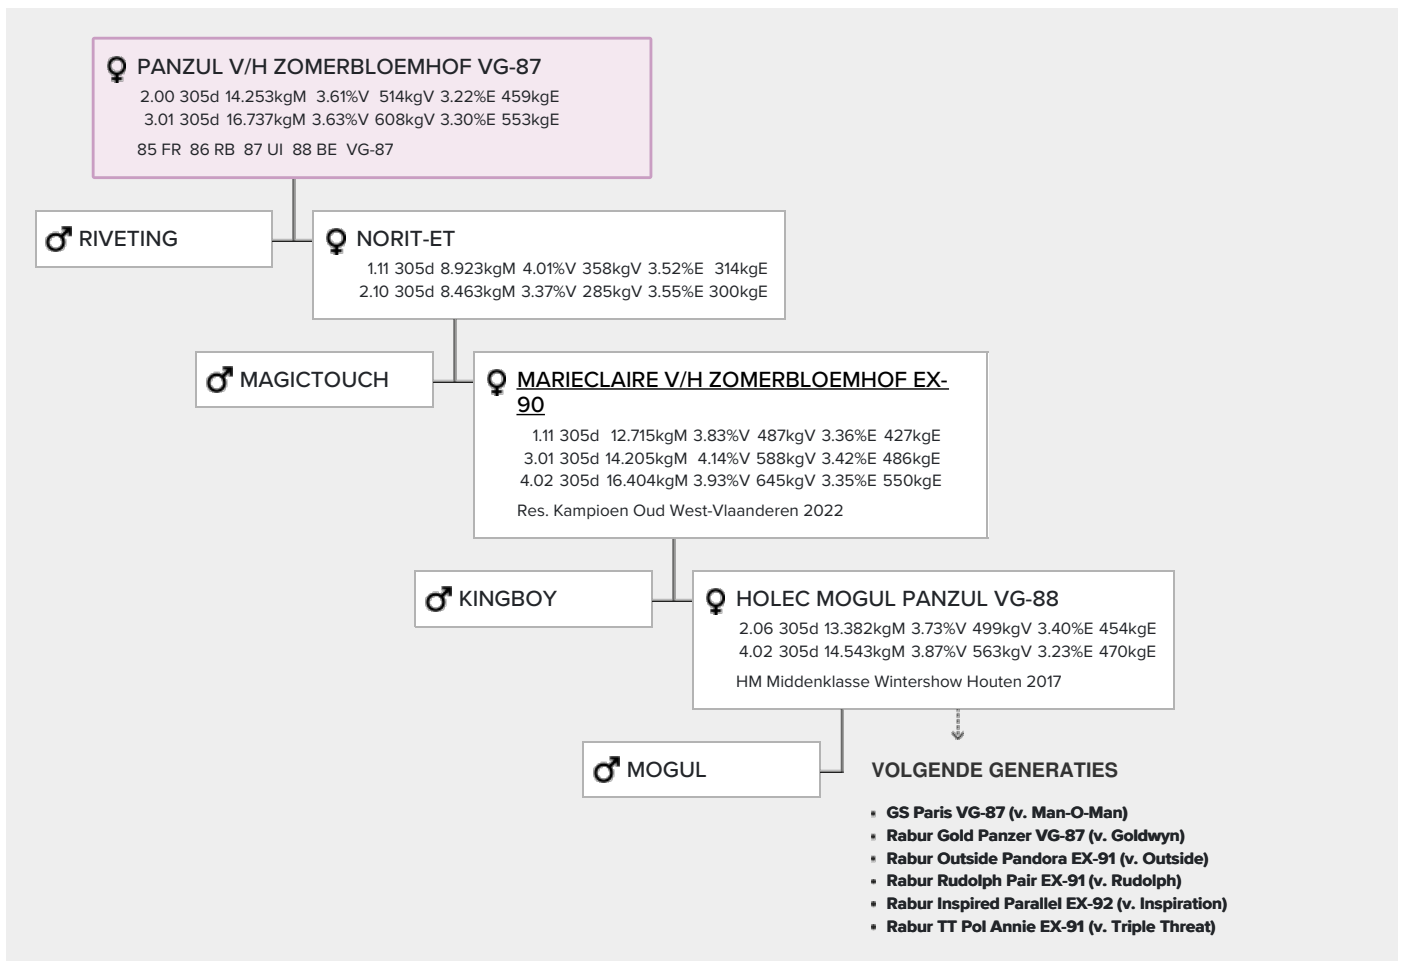 PANZUL V/H ZOMERBLOEMHOF VG-87
2.00 305d 14.253kgM 3.61%V 514kgV 3.22%E 459kgE
3.01 305d 16.737kgM 3.63%V 608kgV 3.30%E 553kgE
85 FR 86 RB 87 UI 88 BE VG-87
RIVETING
NORIT-ET
1.11 305d 8.923kgM 4.01%V 358kgV 3.52%E 314kgE
2.10 305d 8.463kgM 3.37%V 285kgV 3.55%E 300kgE
MAGICTOUCH
MARIECLAIRE V/H ZOMERBLOEMHOF EX-
90
1.11 305d 12.715kgM 3.83%V 487kgV 3.36%E 427kgE
3.01 305d 14.205kgM 4.14%V 588kgV 3.42%E 486kgE
4.02 305d 16.404kgM 3.93%V 645kgV 3.35%E 550kgE
Res. Kampioen Oud West-Vlaanderen 2022
KINGBOY
HOLEC MOGUL PANZUL VG-88
2.06 305d 13.382kgM 3.73%V 499kgV 3.40%E 454kgE
4.02 305d 14.543kgM 3.87%V 563kgV 3.23%E 470kgE
HM Middenklasse Wintershow Houten 2017
MOGUL
VOLGENDE GENERATIES
GS Paris VG-87 (v. Man-O-Man)
Rabur Gold Panzer VG-87 (v. Goldwyn)
Rabur Outside Pandora EX-91 (v. Outside)
Rabur Rudolph Pair EX-91 (v. Rudolph)
Rabur Inspired Parallel EX-92 (v. Inspiration)
Rabur TT Pol Annie EX-91 (v. Triple Threat)